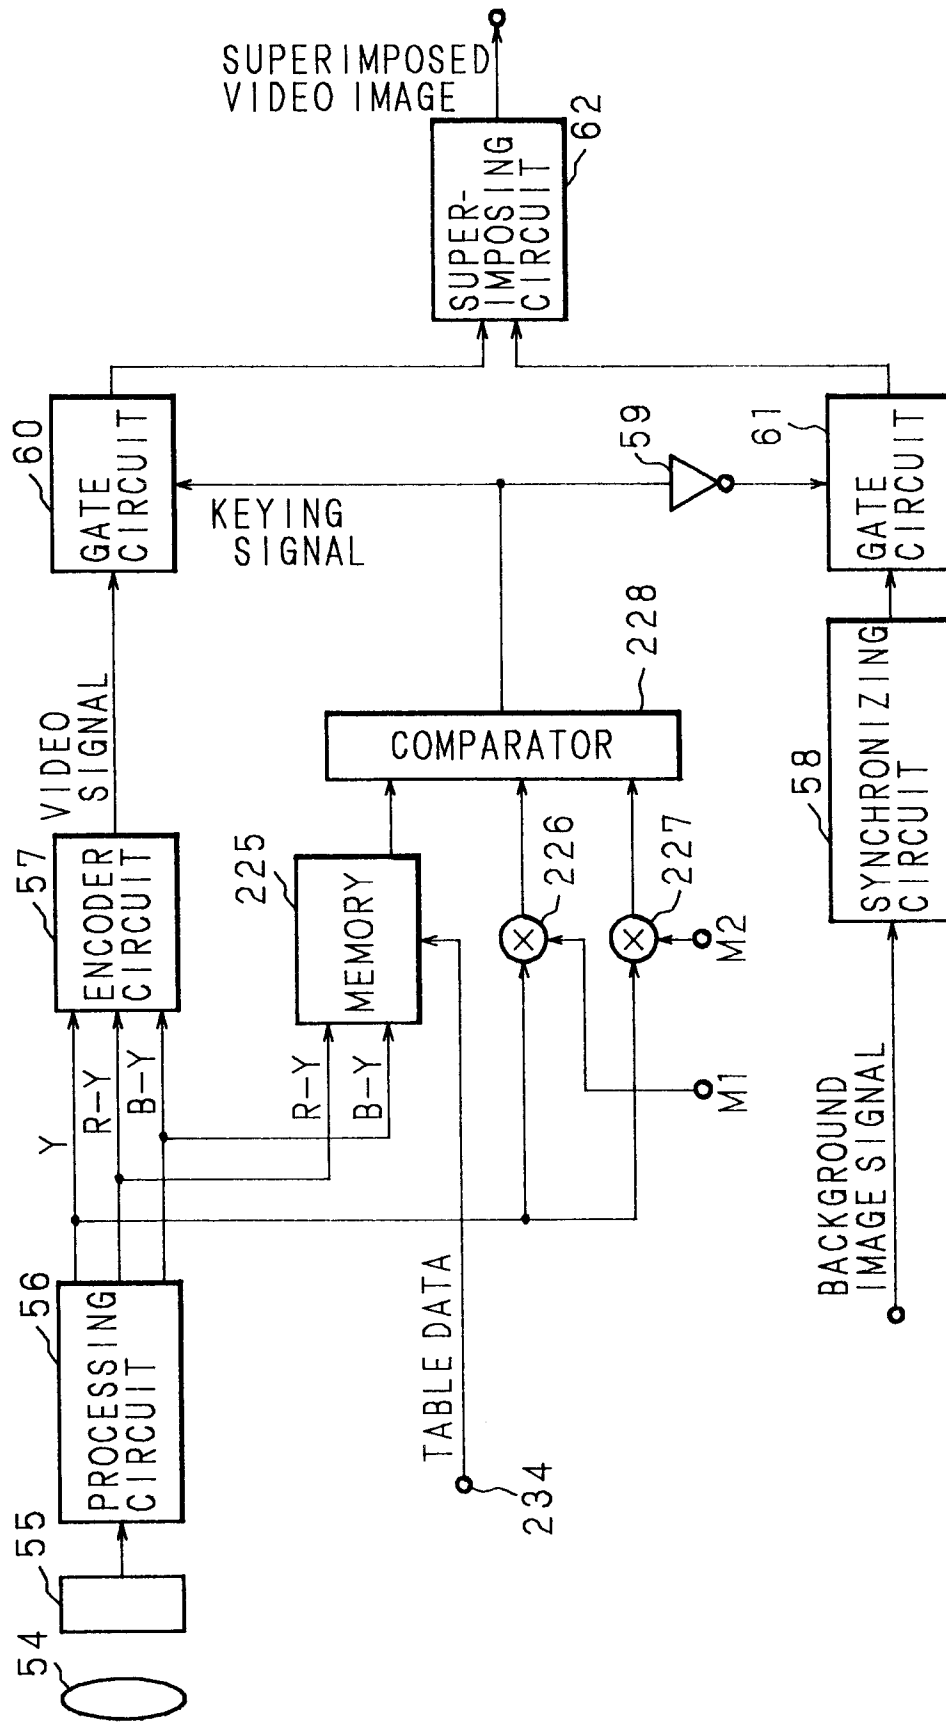 54
55
56
PROCESSING
CIRCUIT
Y
R-Y
B-Y
57
ENCODER
CIRCUIT
VIDEO
SIGNAL
60
GATE
CIRCUIT
KEYING
SIGNAL
SUPERIMPOSED
VIDEO IMAGE
SUPER-
IMPOSING
CIRCUIT
62
R-Y
B-Y
225
MEMORY
TABLE DATA
234
226
227
M1
M2
COMPARATOR
228
59
BACKGROUND
IMAGE SIGNAL
58
SYNCHRONIZING
CIRCUIT
61
GATE
CIRCUIT